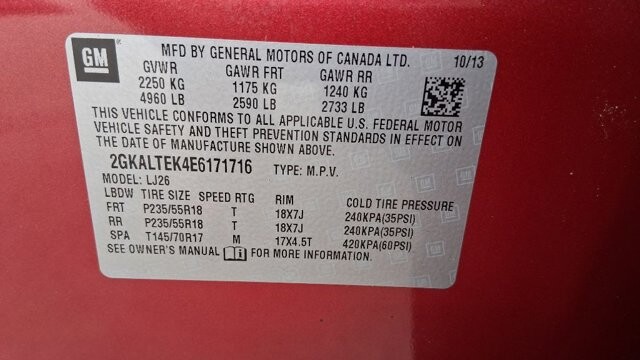 GM MFD BY GENERAL MOTORS OF CANADA LTD. 10/13
GVWR GAWR FRT GAWR RR
2250 KG 1175 KG 1240 KG
4960 LB 2590 LB 2733 LB
THIS VEHICLE CONFORMS TO ALL APPLICABLE U.S. FEDERAL MOTOR
VEHICLE SAFETY AND THEFT PREVENTION STANDARDS IN EFFECT ON
THE DATE OF MANUFACTURE SHOWN ABOVE.
2GKALTEK4E6171716 TYPE: M.P.V.
MODEL: LJ26
LBDW TIRE SIZE SPEED RTG RIM COLD TIRE PRESSURE
FRT P235/55R18 T 18X7J 240KPA(35PSI)
RR P235/55R18 T 18X7J 240KPA(35PSI)
SPA T145/70R17 M 17X4.5T 420KPA(60PSI)
SEE OWNER'S MANUAL FOR MORE INFORMATION.